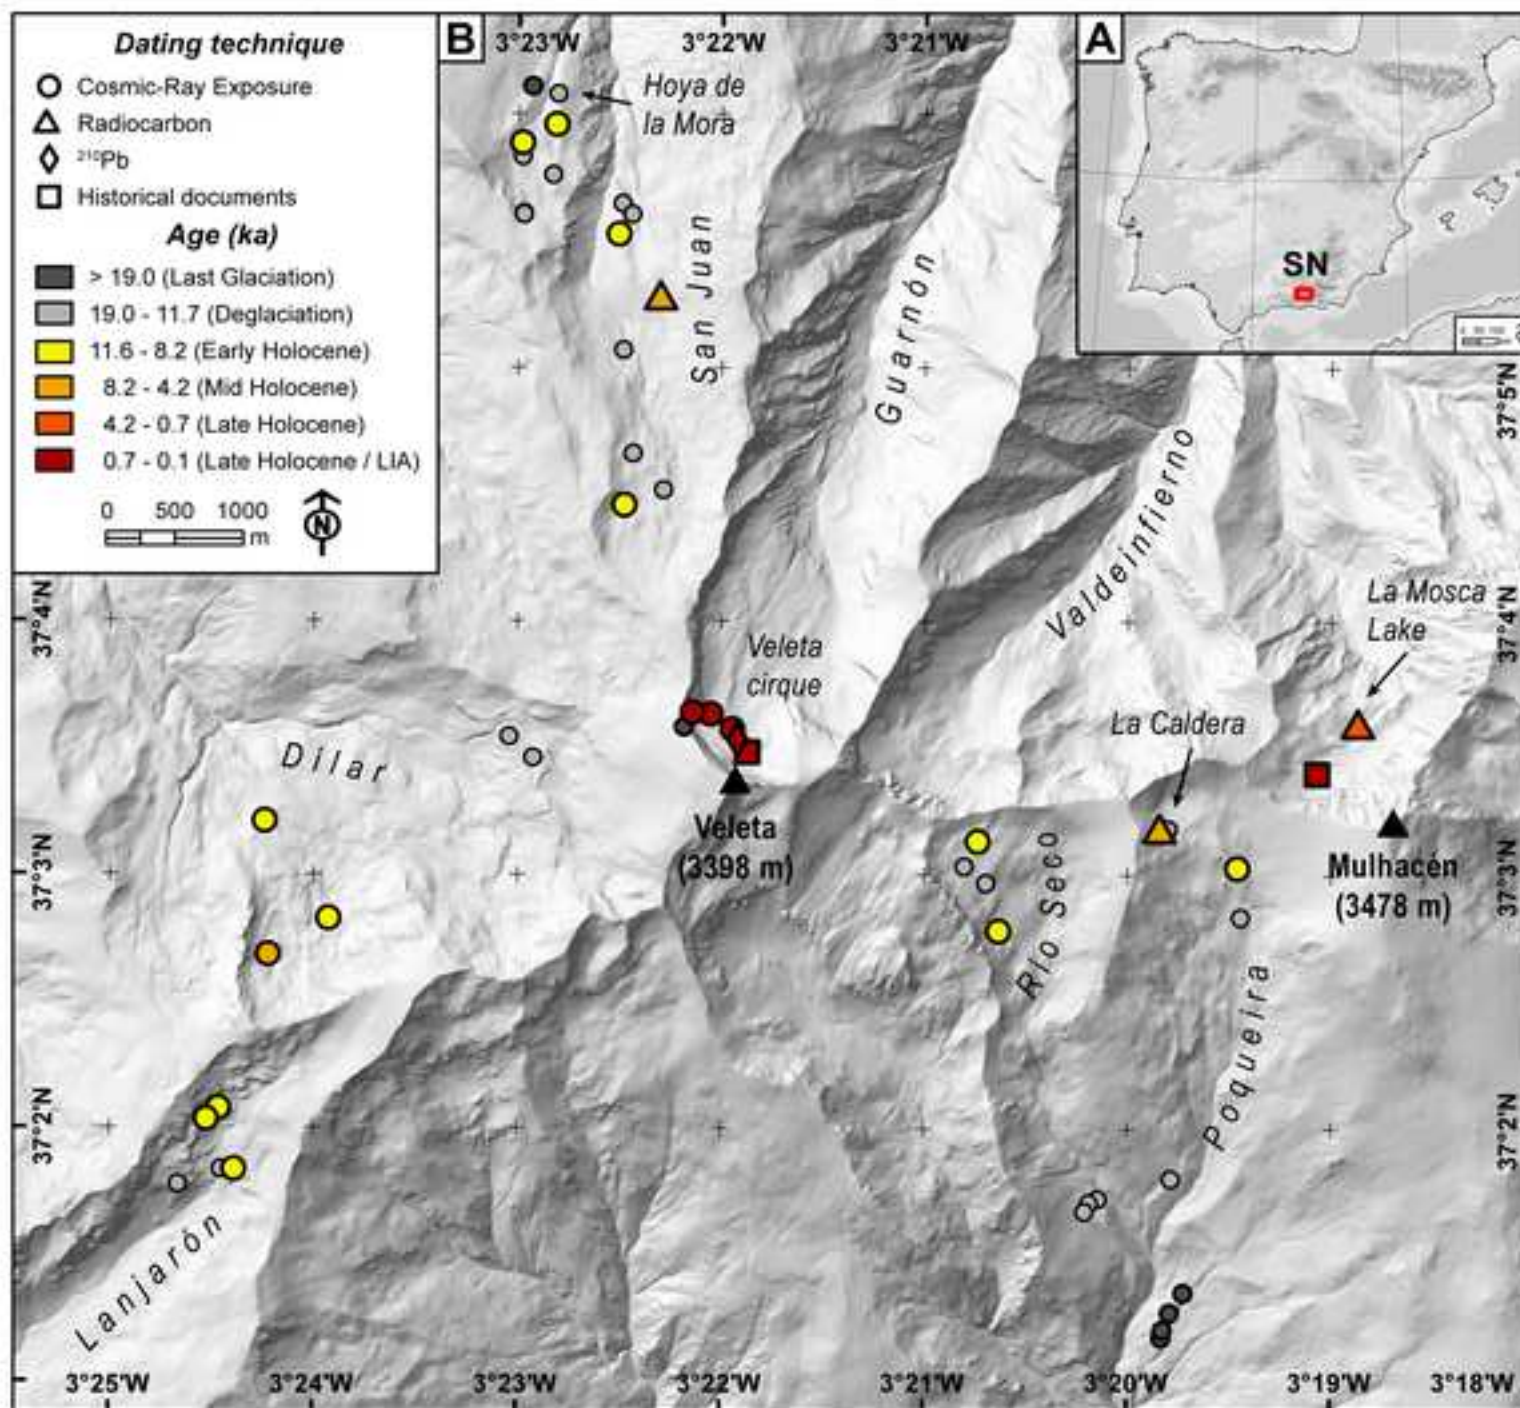 Dating technique
Cosmic-Ray Exposure
Radiocarbon
²¹⁰Pb
Historical documents
Age (ka)
> 19.0 (Last Glaciation)
19.0 - 11.7 (Deglaciation)
11.6 - 8.2 (Early Holocene)
8.2 - 4.2 (Mid Holocene)
4.2 - 0.7 (Late Holocene)
0.7 - 0.1 (Late Holocene / LIA)
0 500 1000
m
N
B
3°23'W 3°22'W 3°21'W
A
SN
Hoya de
la Mora
San Juan
Guarnón
Valdeinfierno
37°5'N
37°4'N
37°4'N
La Mosca
Lake
Veleta
cirque
La Caldera
Dílar
Veleta
(3398 m)
Mulhacén
(3478 m)
37°3'N
37°3'N
Río Seco
Poqueira
37°2'N
37°2'N
Lanjarón
3°25'W 3°24'W 3°23'W 3°22'W 3°21'W 3°20'W 3°19'W 3°18'W